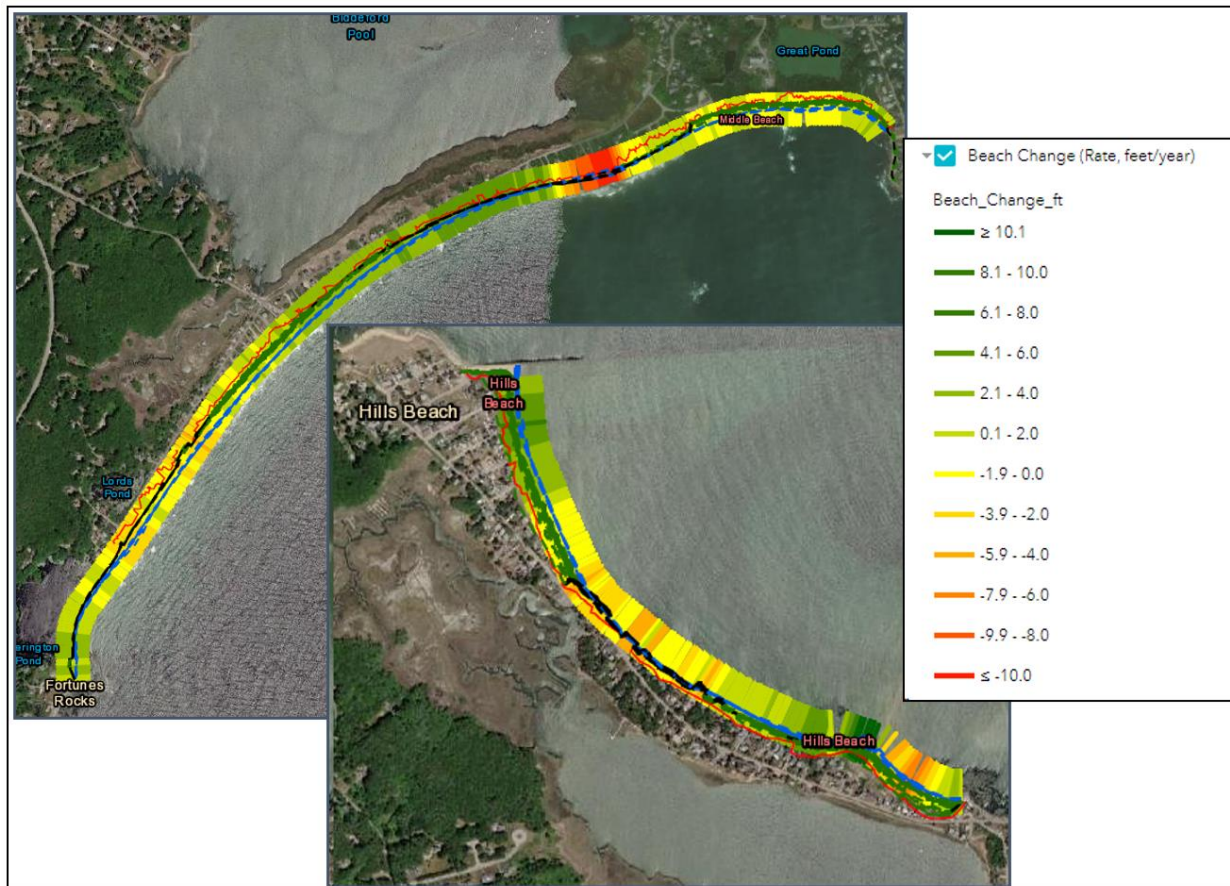 Biddeford
Pool
Great Pond
Middle Beach
Lords
Pond
Pond
Fortunes
Rocks
Hills
Beach
Hills Beach
Hills Beach
Beach Change (Rate, feet/year)
Beach_Change_ft
≥ 10.1
8.1 - 10.0
6.1 - 8.0
4.1 - 6.0
2.1 - 4.0
0.1 - 2.0
-1.9 - 0.0
-3.9 - -2.0
-5.9 - -4.0
-7.9 - -6.0
-9.9 - -8.0
≤ -10.0